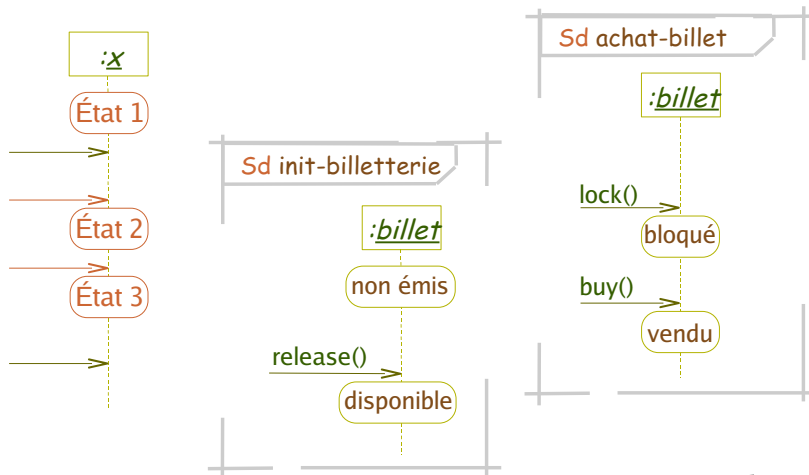 :x
État 1
État 2
État 3
Sd init-billetterie
:billet
non émis
release()
disponible
Sd achat-billet
:billet
lock()
bloqué
buy()
vendu